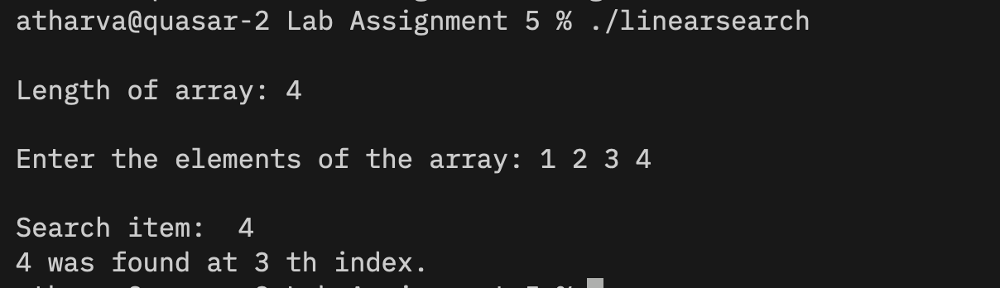 atharva@quasar-2 Lab Assignment 5 % ./linearsearch
Length of array: 4
Enter the elements of the array: 1 2 3 4
Search item:  4
4 was found at 3 th index.